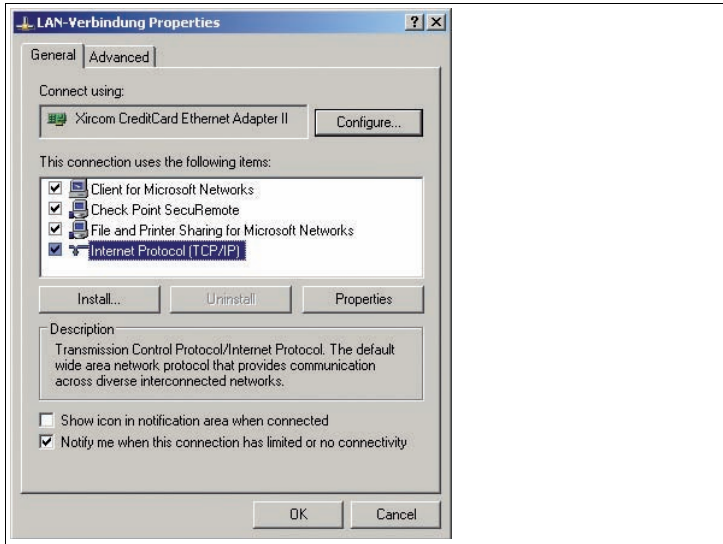 LAN-Verbindung Properties
General
Advanced
Connect using:
Xircom CreditCard Ethernet Adapter II
Configure...
This connection uses the following items:
Client for Microsoft Networks
Check Point SecuRemote
File and Printer Sharing for Microsoft Networks
Internet Protocol (TCP/IP)
Install...
Uninstall
Properties
Description
Transmission Control Protocol/Internet Protocol. The default
wide area network protocol that provides communication
across diverse interconnected networks.
Show icon in notification area when connected
Notify me when this connection has limited or no connectivity
OK
Cancel